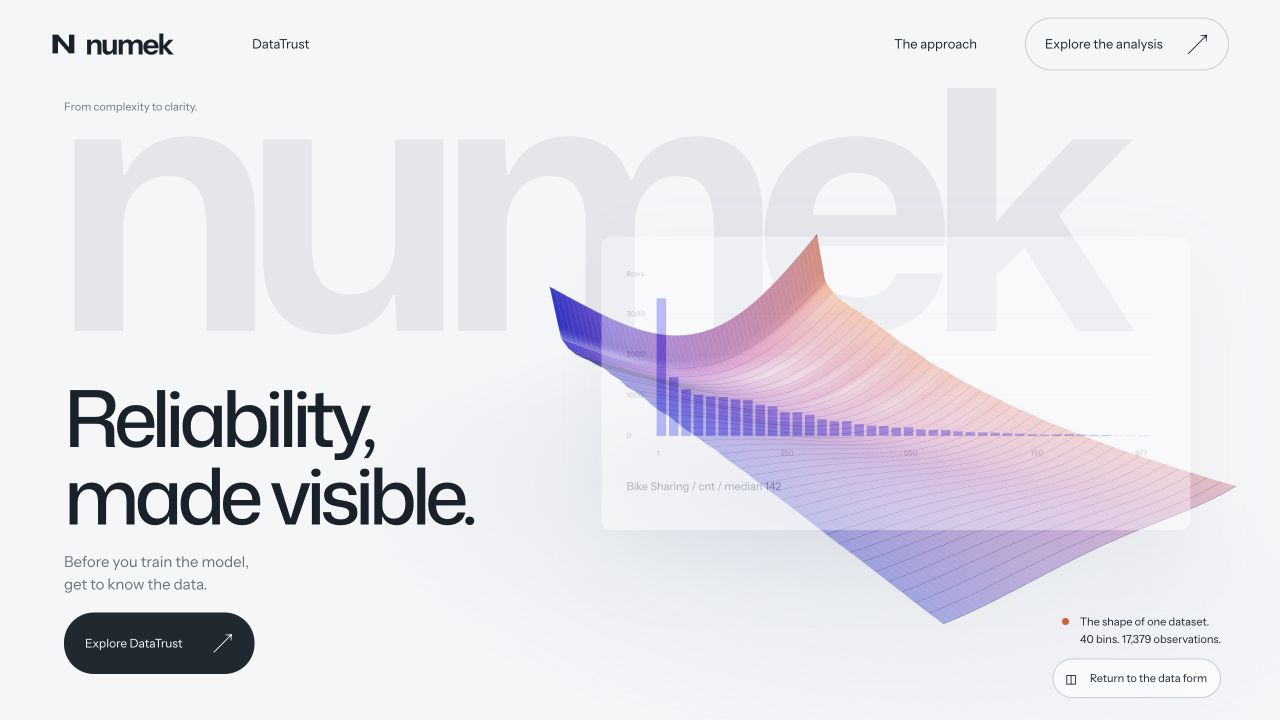 N numek
DataTrust
The approach
Explore the analysis
From complexity to clarity.
numek
Rows
3000
2000
1000
0
1
250
500
750
977
Bike Sharing / cnt / median 142
Reliability,
made visible.
Before you train the model,
get to know the data.
Explore DataTrust
The shape of one dataset.
40 bins. 17,379 observations.
Return to the data form